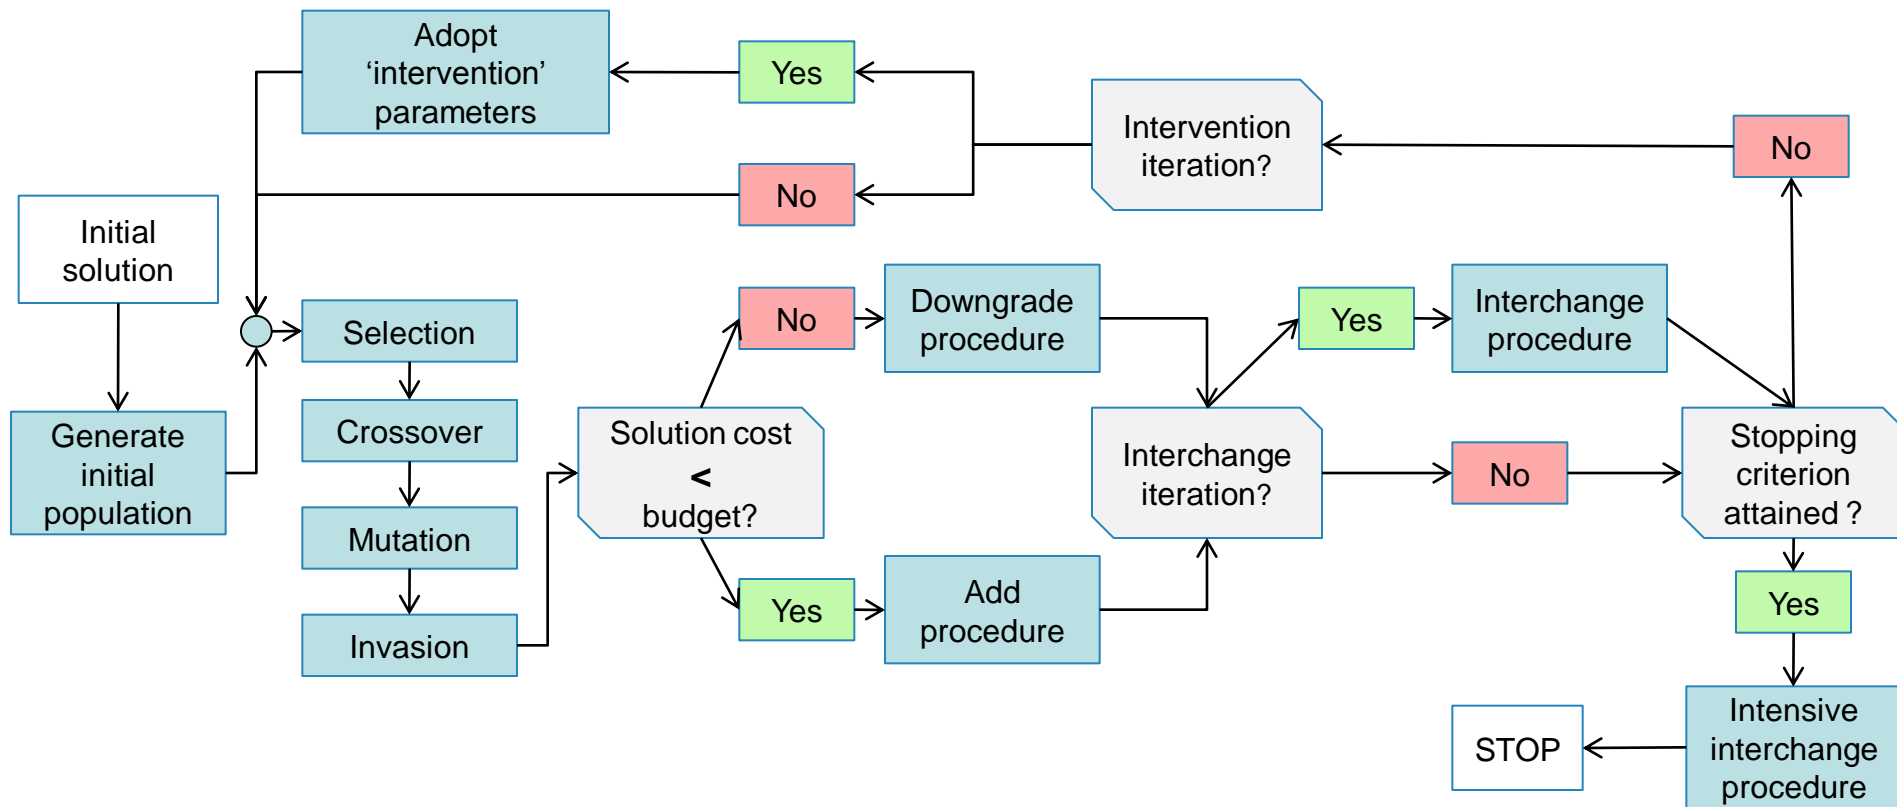 Adopt
‘intervention’
parameters
Yes
Intervention
iteration?
No
No
Initial
solution
Selection
Crossover
Mutation
Invasion
Generate
initial
population
Solution cost
<
budget?
No
Downgrade
procedure
Yes
Add
procedure
Interchange
iteration?
Yes
Interchange
procedure
No
Stopping
criterion
attained ?
Yes
Intensive
interchange
procedure
STOP